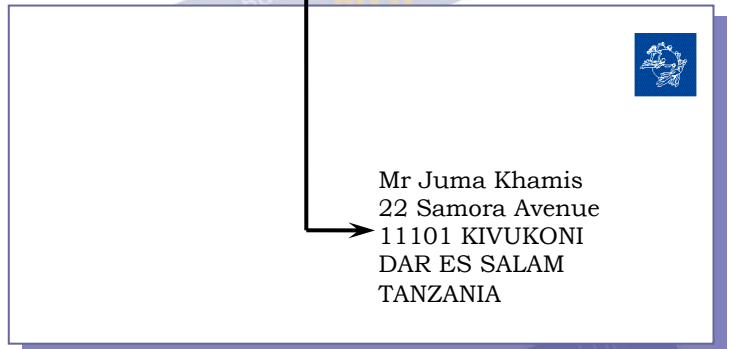 Mr Juma Khamis
22 Samora Avenue
11101 KIVUKONI
DAR ES SALAM
TANZANIA